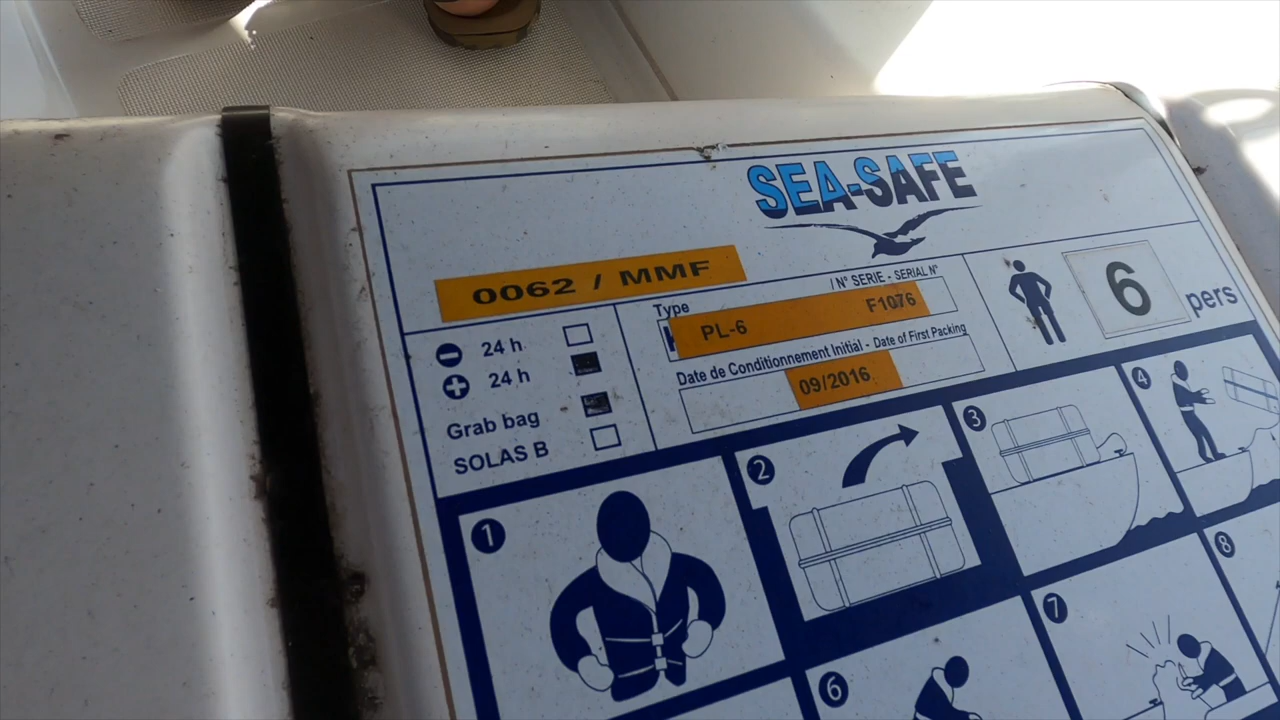 SEA-SAFE
0062 / MMF
24 h
24 h
Grab bag
SOLAS B
Type
N° SERIE - SERIAL N°
PL-6 F1076
Date de Conditionnement Initial - Date of First Packing
09/2016
6 pers
1
2
3
4
6
7
8